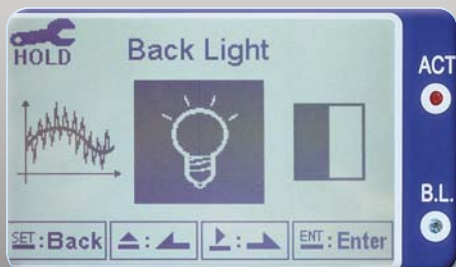 HOLD
Back Light
ACT
B.L.
SET:Back
ENT:Enter